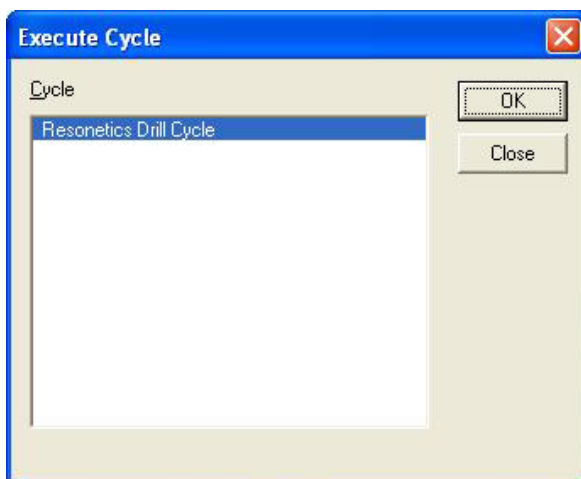 Execute Cycle
Cycle
OK
Resonetics Drill Cycle
Close